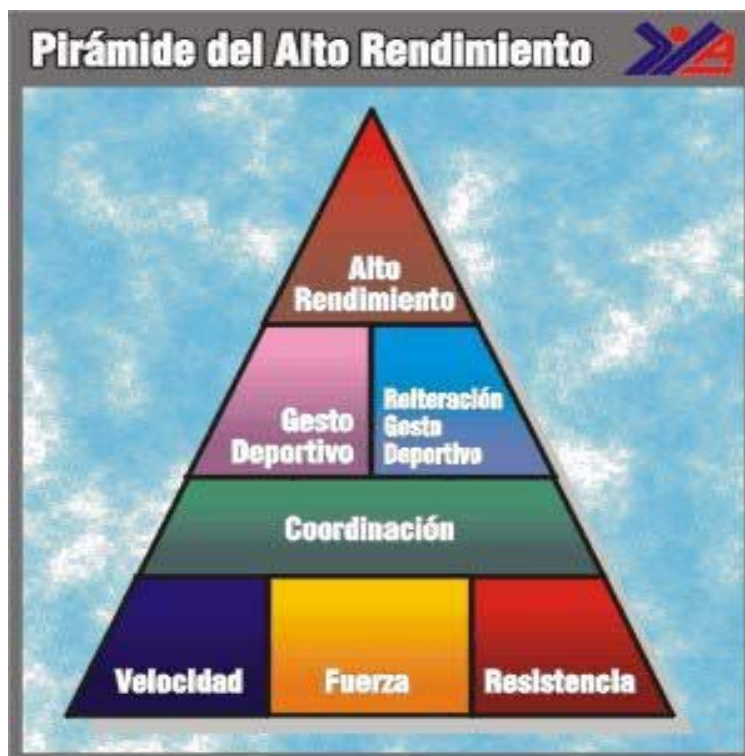 Pirámide del Alto Rendimiento
Alto
Rendimiento
Gesto
Deportivo
Reiteración
Gesto
Deportivo
Coordinación
Velocidad
Fuerza
Resistencia